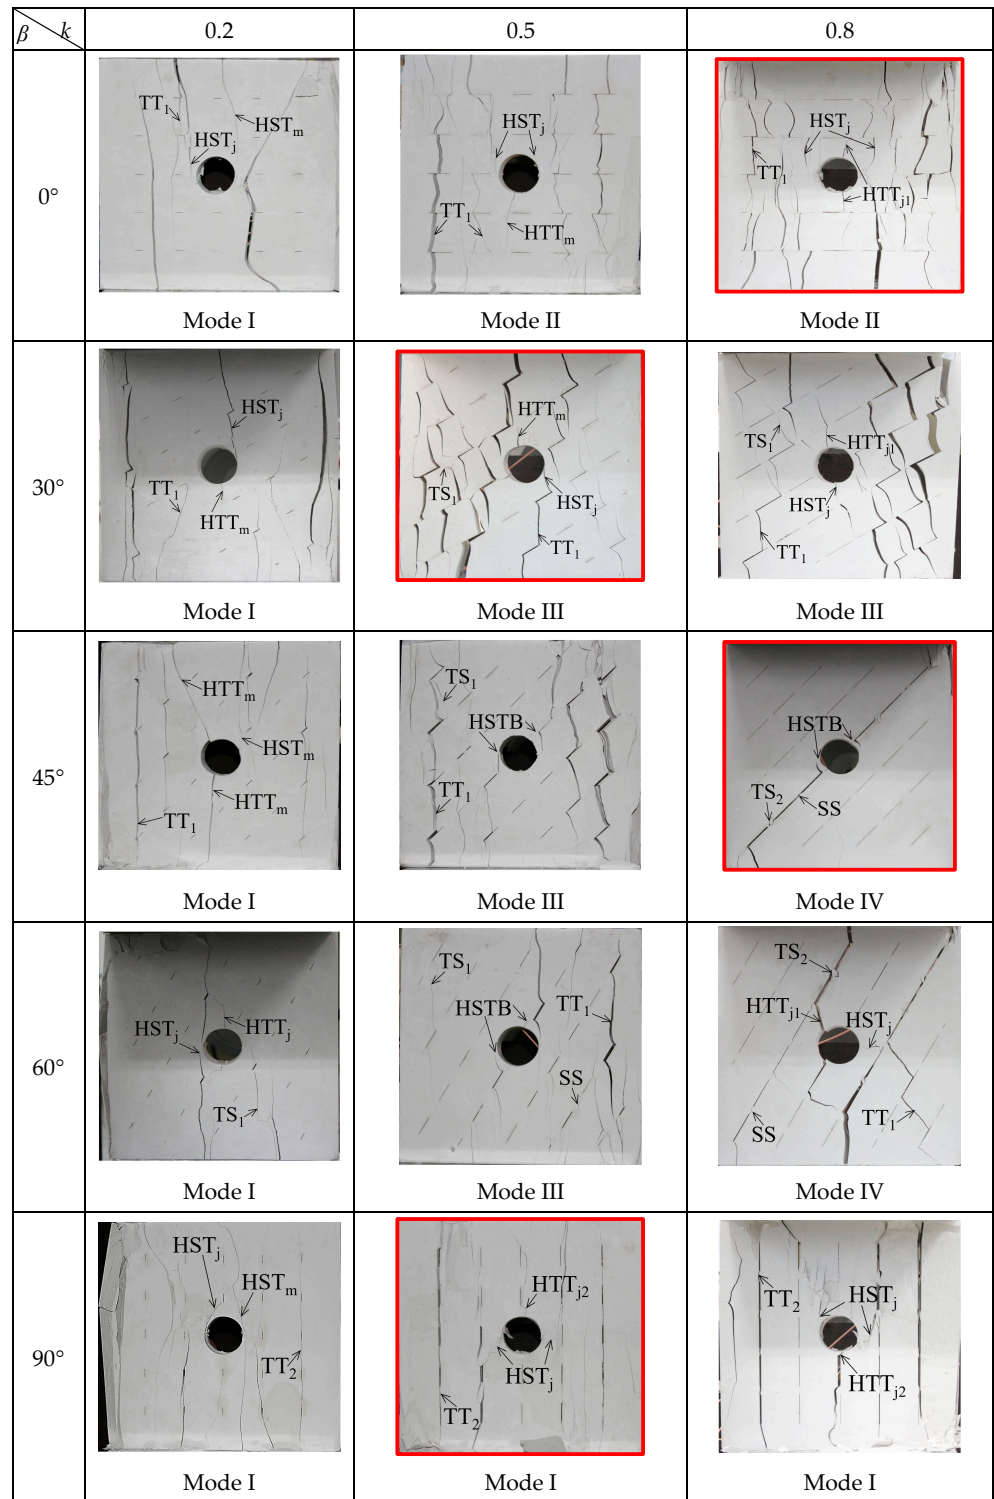 β k 0.2 0.5 0.8
0°
TT1
HSTm
HSTj
Mode I
HSTj
TT1
HTTm
Mode II
HSTj
TT1
HTTj1
Mode II
30°
HSTj
TT1
HTTm
Mode I
HTTm
TS1
HSTj
TT1
Mode III
TS1
HTTj1
HSTj
TT1
Mode III
45°
HTTm
HSTm
HTTm
TT1
Mode I
TS1
HSTB
TT1
Mode III
HSTB
TS2
SS
Mode IV
60°
HSTj
HTTj
TS1
Mode I
TS1
HSTB
TT1
SS
Mode III
TS2
HTTj1
HSTj
SS
TT1
Mode IV
90°
HSTj
HSTm
TT2
Mode I
HTTj2
HSTj
TT2
Mode I
TT2
HSTj
HTTj2
Mode I